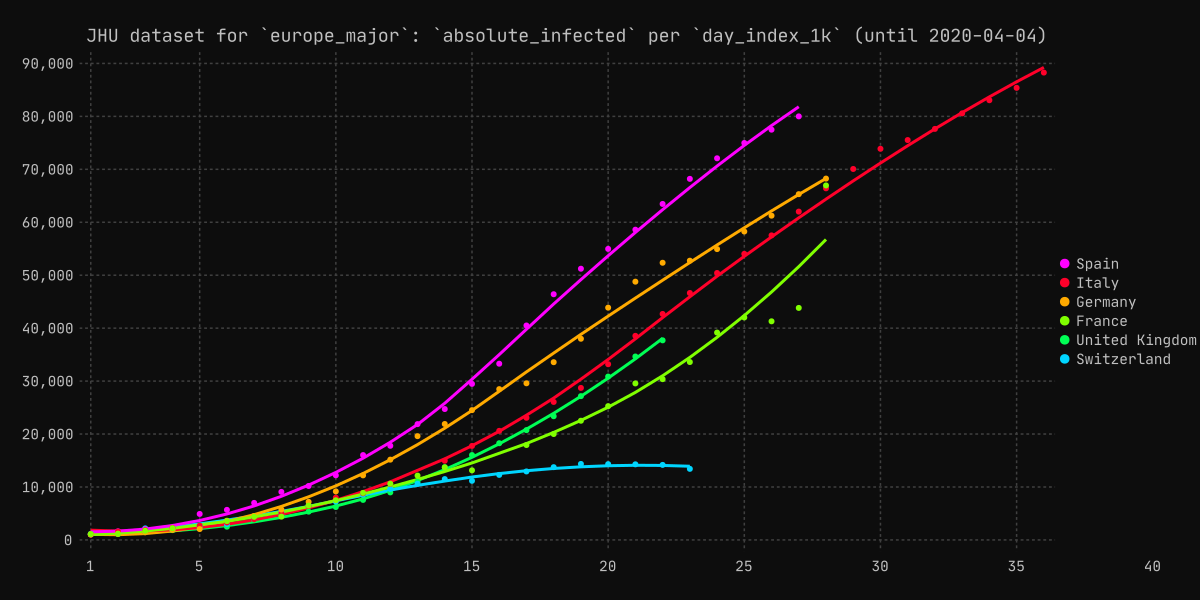 JHU dataset for `europe_major`: `absolute_infected` per `day_index_1k` (until 2020-04-04)
90,000
80,000
70,000
60,000
50,000
40,000
30,000
20,000
10,000
0
Spain
Italy
Germany
France
United Kingdom
Switzerland
1 5 10 15 20 25 30 35 40